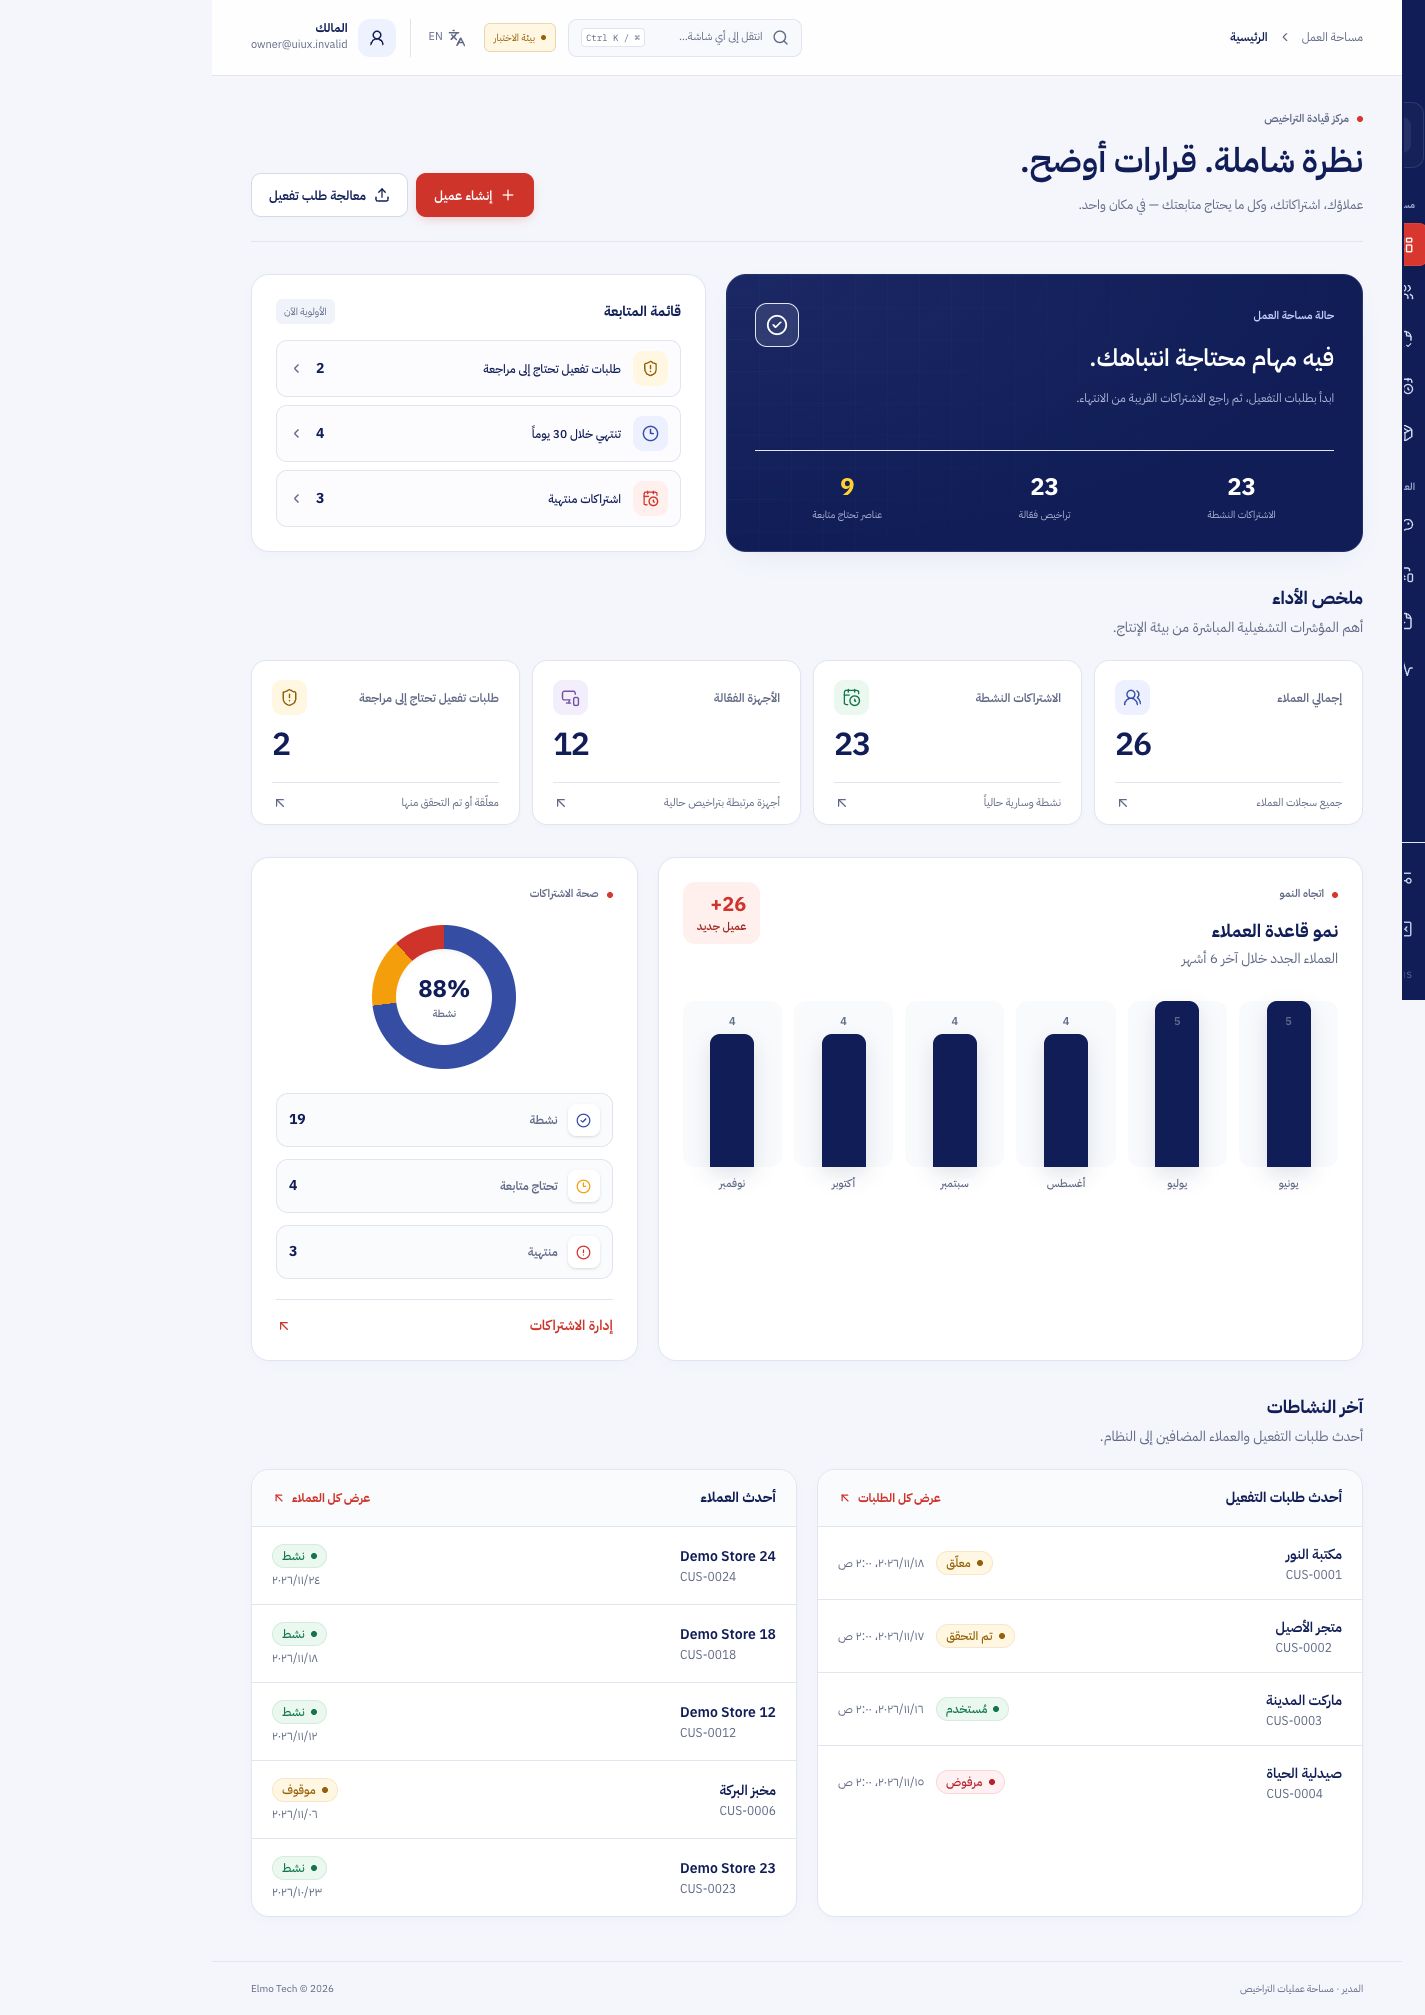 مساحة العمل
الرئيسية
انتقل إلى أي شاشة...
Ctrl K / ⌘
بيئة الاختبار
EN
المالك
owner@uiux.invalid
مركز قيادة التراخيص
نظرة شاملة. قرارات أوضح.
عملاؤك، اشتراكاتك، وكل ما يحتاج متابعتك — في مكان واحد.
إنشاء عميل
معالجة طلب تفعيل
حالة مساحة العمل
فيه مهام محتاجة انتباهك.
ابدأ بطلبات التفعيل، ثم راجع الاشتراكات القريبة من الانتهاء.
23
الاشتراكات النشطة
23
تراخيص فعّالة
9
عناصر تحتاج متابعة
قائمة المتابعة
الأولوية الآن
طلبات تفعيل تحتاج إلى مراجعة
2
تنتهي خلال 30 يوماً
4
اشتراكات منتهية
3
ملخص الأداء
أهم المؤشرات التشغيلية المباشرة من بيئة الإنتاج.
إجمالي العملاء
26
جميع سجلات العملاء
الاشتراكات النشطة
23
نشطة وسارية حالياً
الأجهزة الفعّالة
12
أجهزة مرتبطة بتراخيص حالية
طلبات تفعيل تحتاج إلى مراجعة
2
معلّقة أو تم التحقق منها
اتجاه النمو
نمو قاعدة العملاء
العملاء الجدد خلال آخر 6 أشهر
+26
عميل جديد
5
يونيو
5
يوليو
4
أغسطس
4
سبتمبر
4
أكتوبر
4
نوفمبر
صحة الاشتراكات
88%
نشطة
نشطة
19
تحتاج متابعة
4
منتهية
3
إدارة الاشتراكات
آخر النشاطات
أحدث طلبات التفعيل والعملاء المضافين إلى النظام.
أحدث طلبات التفعيل
عرض كل الطلبات
مكتبة النور
CUS-0001
معلّق
٢٠٢٦/١١/١٨، ٢:٠٠ ص
متجر الأصيل
CUS-0002
تم التحقق
٢٠٢٦/١١/١٧، ٢:٠٠ ص
ماركت المدينة
CUS-0003
مُستخدم
٢٠٢٦/١١/١٦، ٢:٠٠ ص
صيدلية الحياة
CUS-0004
مرفوض
٢٠٢٦/١١/١٥، ٢:٠٠ ص
أحدث العملاء
عرض كل العملاء
Demo Store 24
CUS-0024
نشط
٢٠٢٦/١١/٢٤
Demo Store 18
CUS-0018
نشط
٢٠٢٦/١١/١٨
Demo Store 12
CUS-0012
نشط
٢٠٢٦/١١/١٢
مخبز البركة
CUS-0006
موقوف
٢٠٢٦/١١/٠٦
Demo Store 23
CUS-0023
نشط
٢٠٢٦/١٠/٢٣
المدير · مساحة عمليات التراخيص
Elmo Tech © 2026